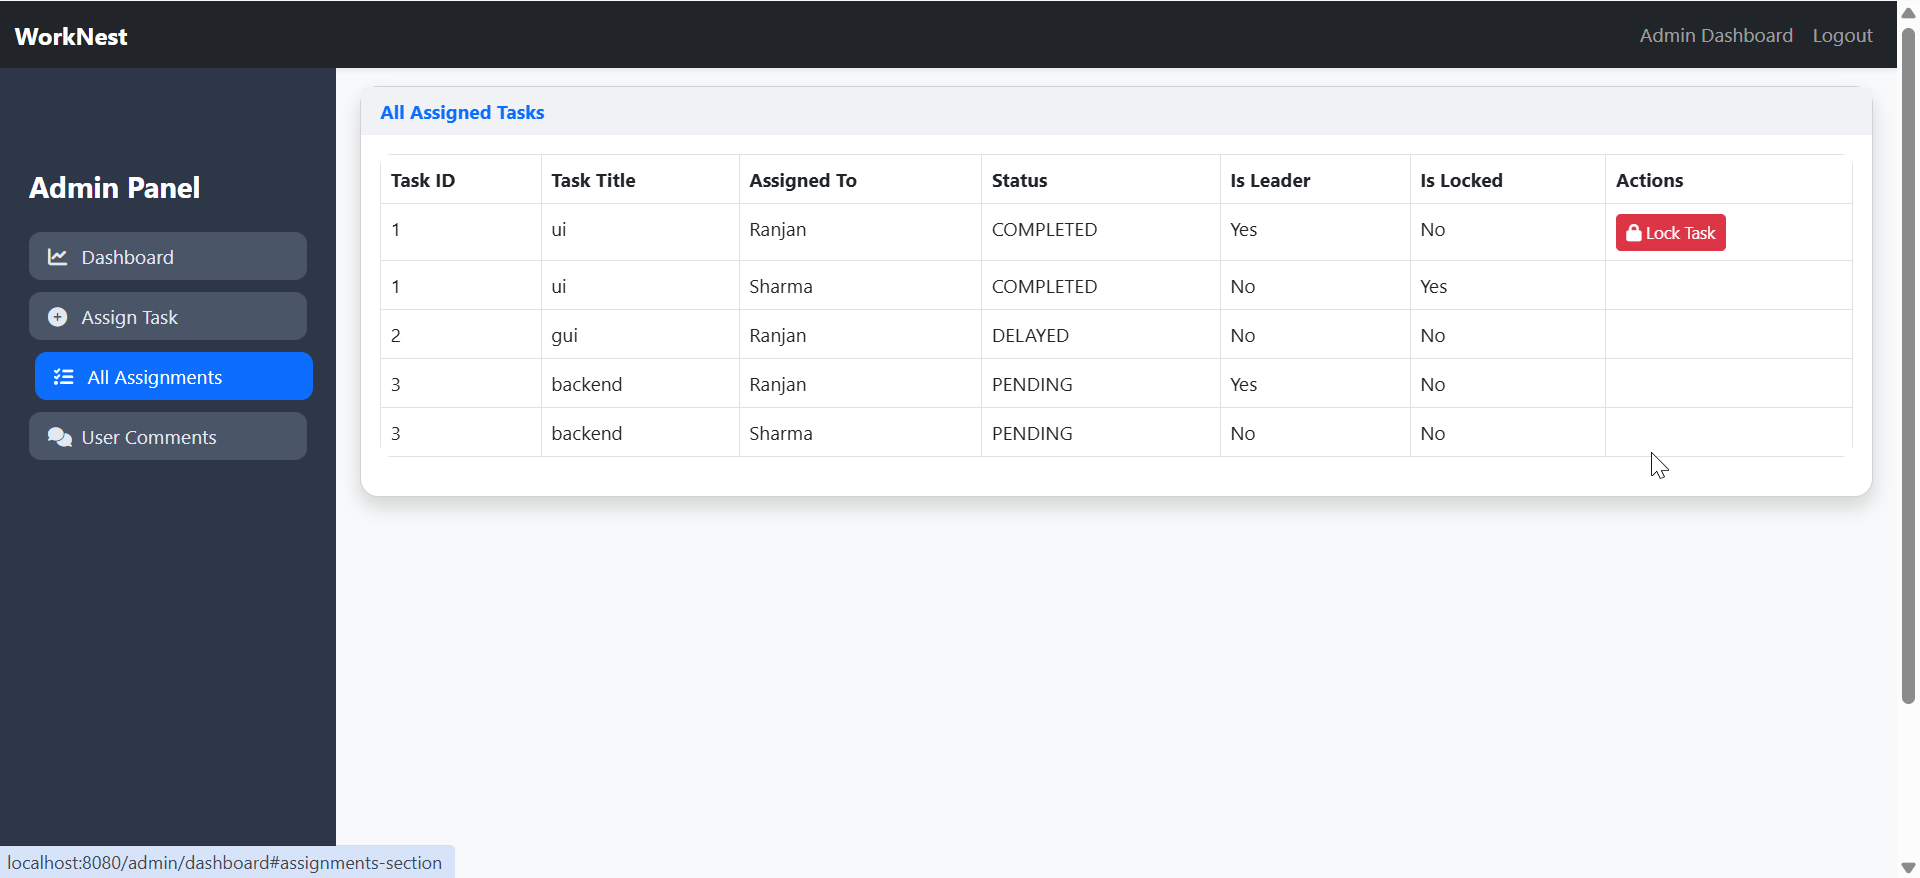 WorkNest
Admin Dashboard Logout
Admin Panel
Dashboard
Assign Task
All Assignments
User Comments
All Assigned Tasks
Task ID Task Title Assigned To Status Is Leader Is Locked Actions
1 ui Ranjan COMPLETED Yes No Lock Task
1 ui Sharma COMPLETED No Yes
2 gui Ranjan DELAYED No No
3 backend Ranjan PENDING Yes No
3 backend Sharma PENDING No No
localhost:8080/admin/dashboard#assignments-section